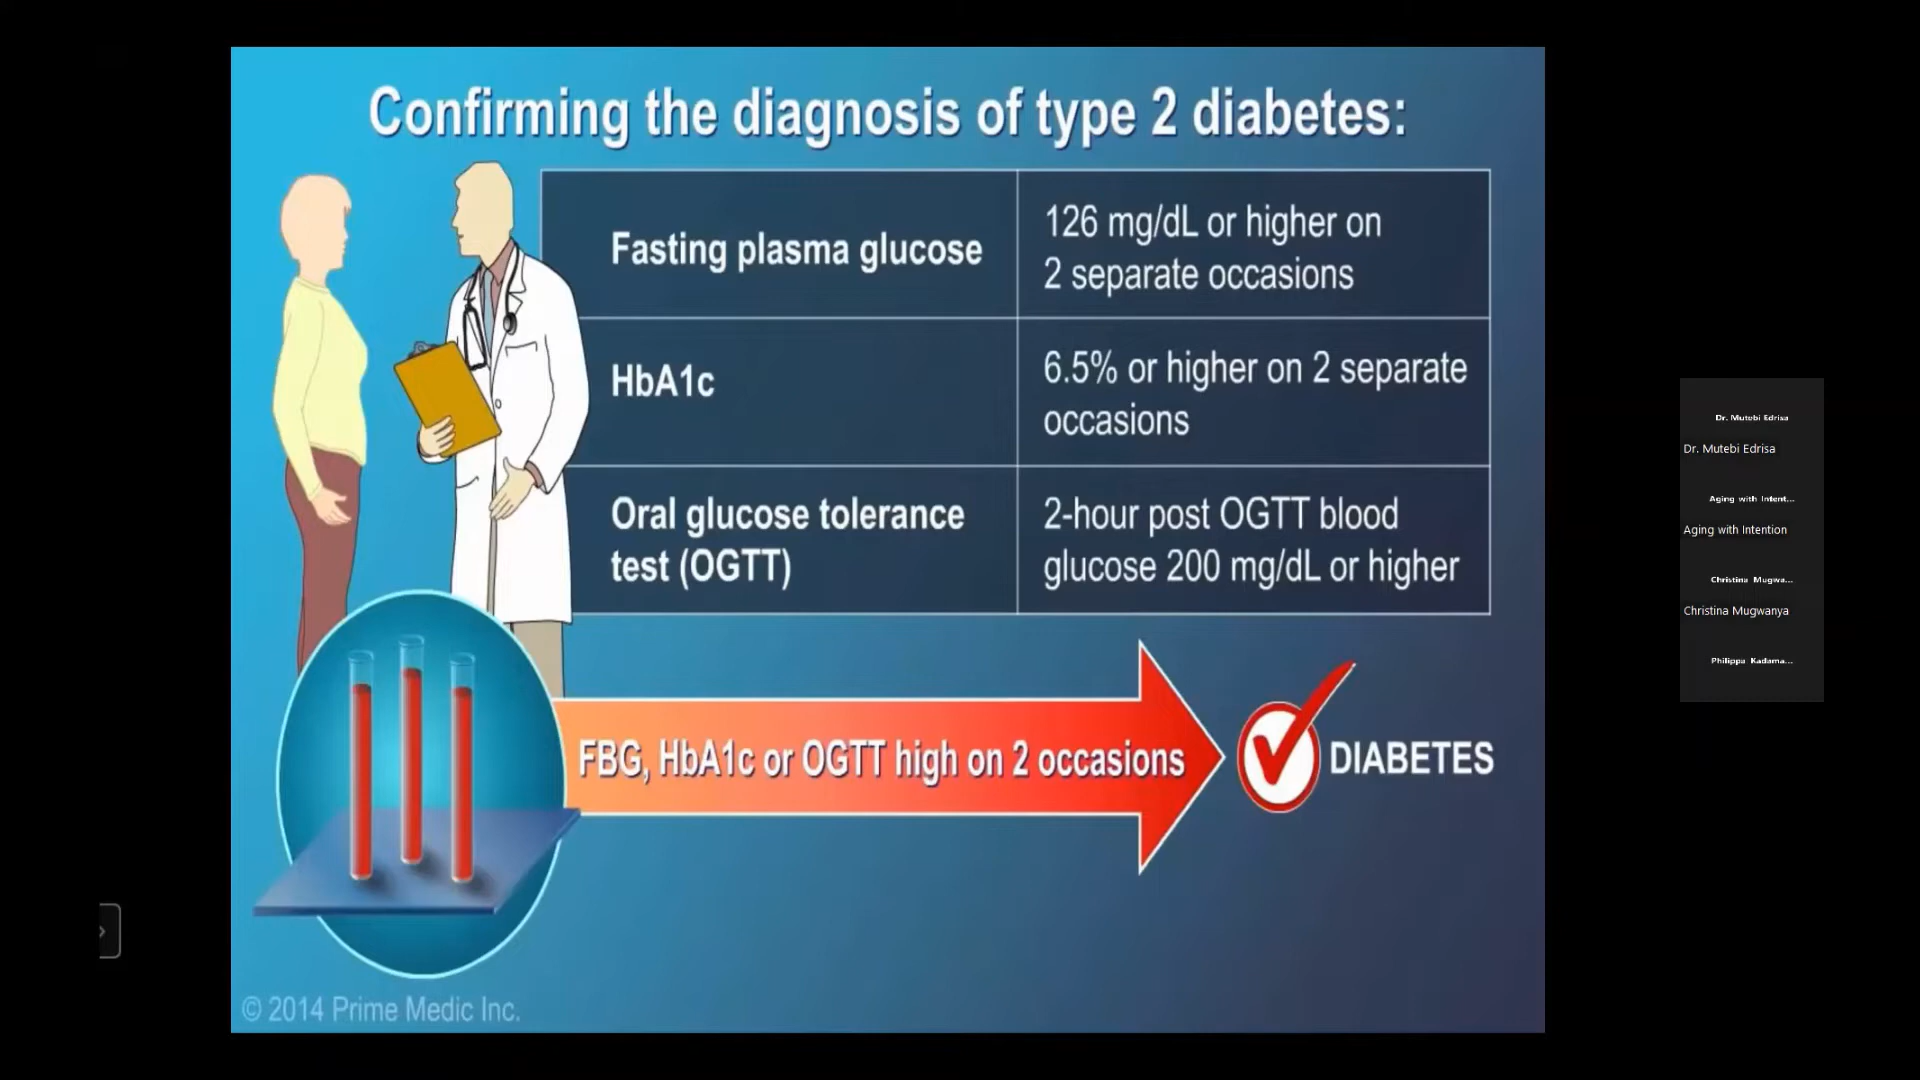 Confirming the diagnosis of type 2 diabetes:
Fasting plasma glucose
126 mg/dL or higher on
2 separate occasions
HbA1c
6.5% or higher on 2 separate
occasions
Oral glucose tolerance
test (OGTT)
2-hour post OGTT blood
glucose 200 mg/dL or higher
FBG, HbA1c or OGTT high on 2 occasions
DIABETES
© 2014 Prime Medic Inc.
Dr. Mutebi Edrisa
Dr. Mutebi Edrisa
Aging with Intent...
Aging with Intention
Christina Mugwa...
Christina Mugwanya
Philippa Kadama...